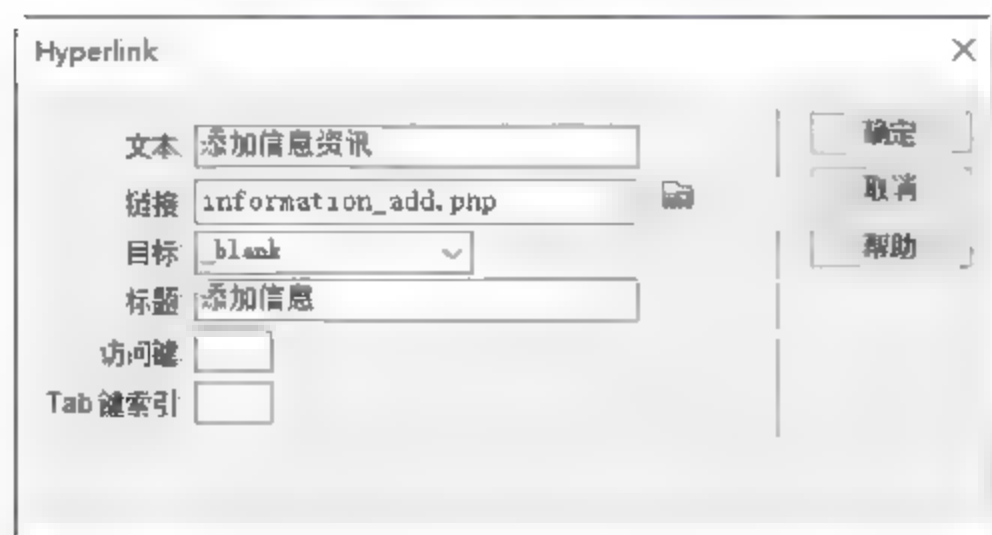 Hyperlink
文本 添加信息资讯 确定
链接 information_add.php 取消
目标 _blank 帮助
标题 添加信息
访问键
Tab 键索引